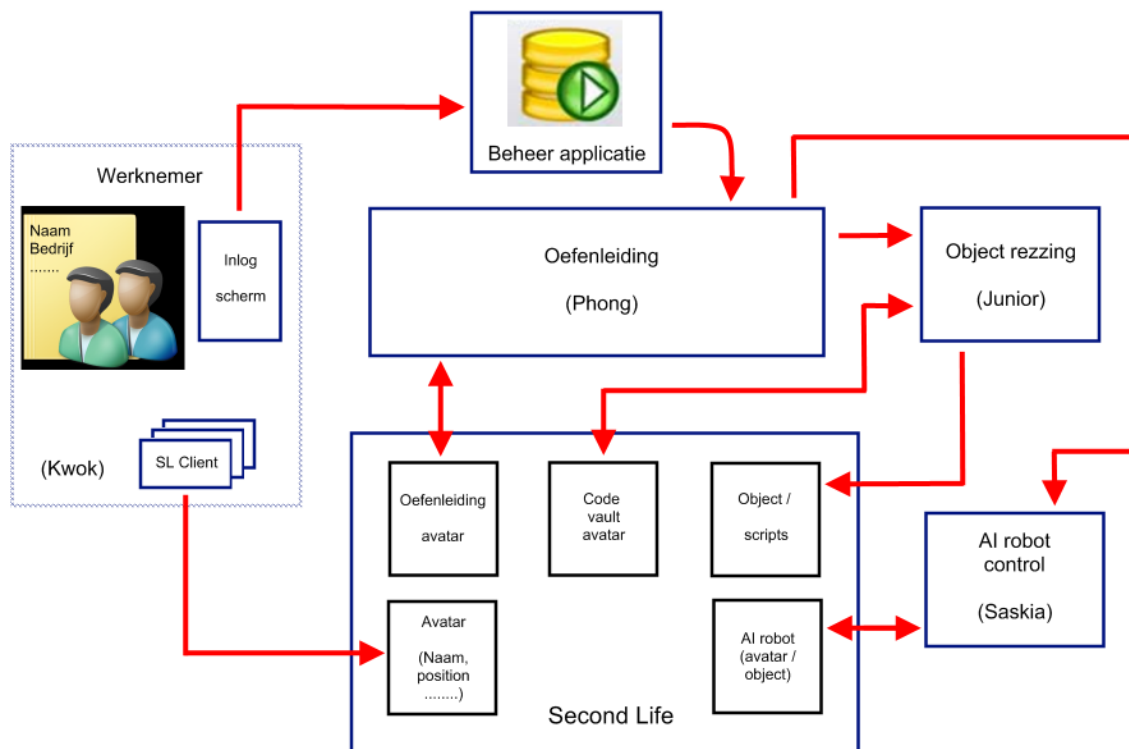 Beheer applicatie
Werknemer
Naam
Bedrijf
.......
Inlog
scherm
(Kwok)
SL Client
Oefenleiding
(Phong)
Object rezzing
(Junior)
Oefenleiding
avatar
Code
vault
avatar
Object /
scripts
AI robot
control
(Saskia)
Avatar
(Naam,
position
........)
AI robot
(avatar /
object)
Second Life